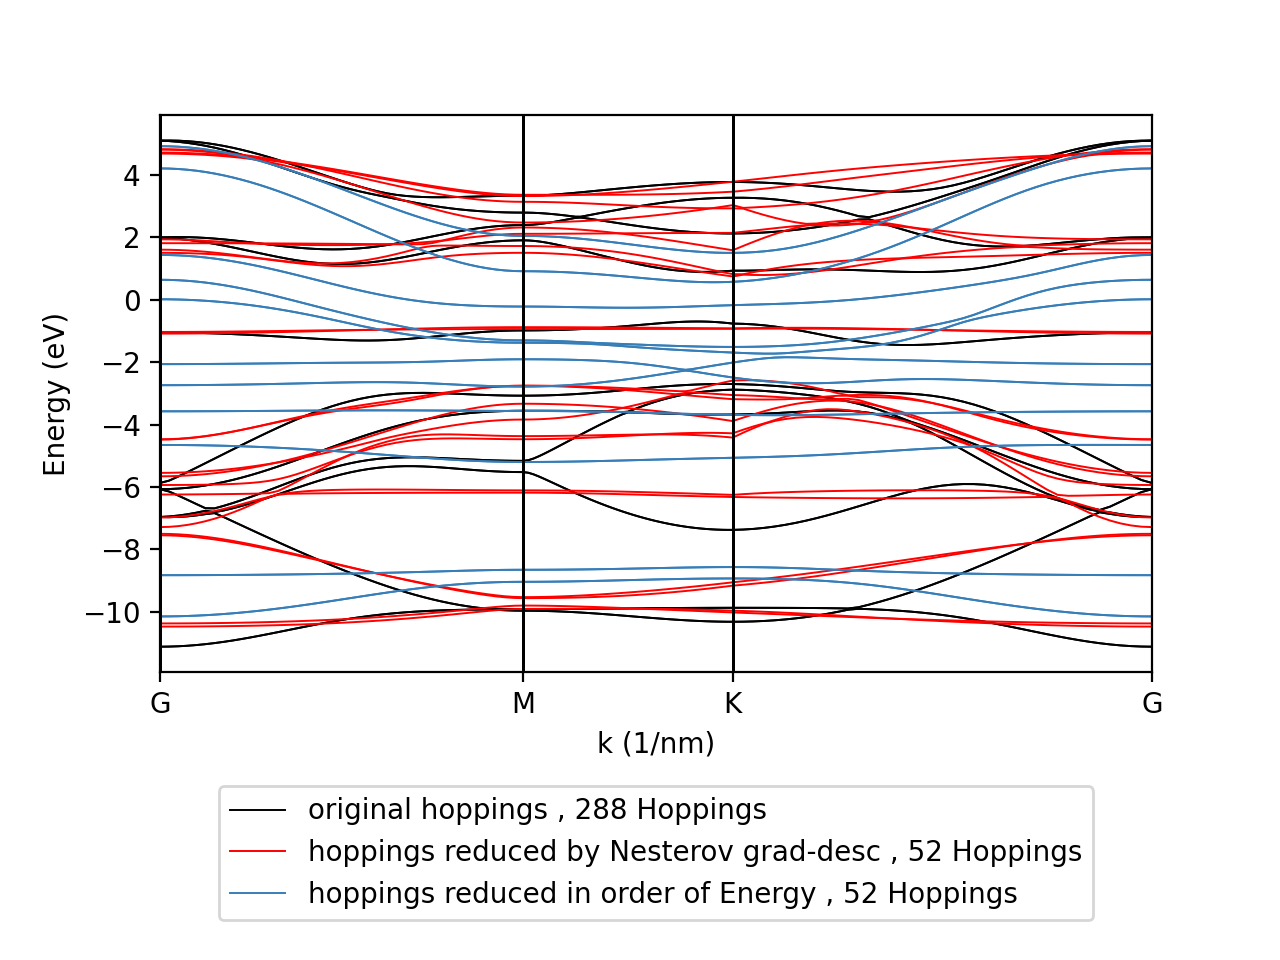 4
2
0
−2
−4
−6
−8
−10
Energy (eV)
G M K G
k (1/nm)
original hoppings , 288 Hoppings
hoppings reduced by Nesterov grad-desc , 52 Hoppings
hoppings reduced in order of Energy , 52 Hoppings